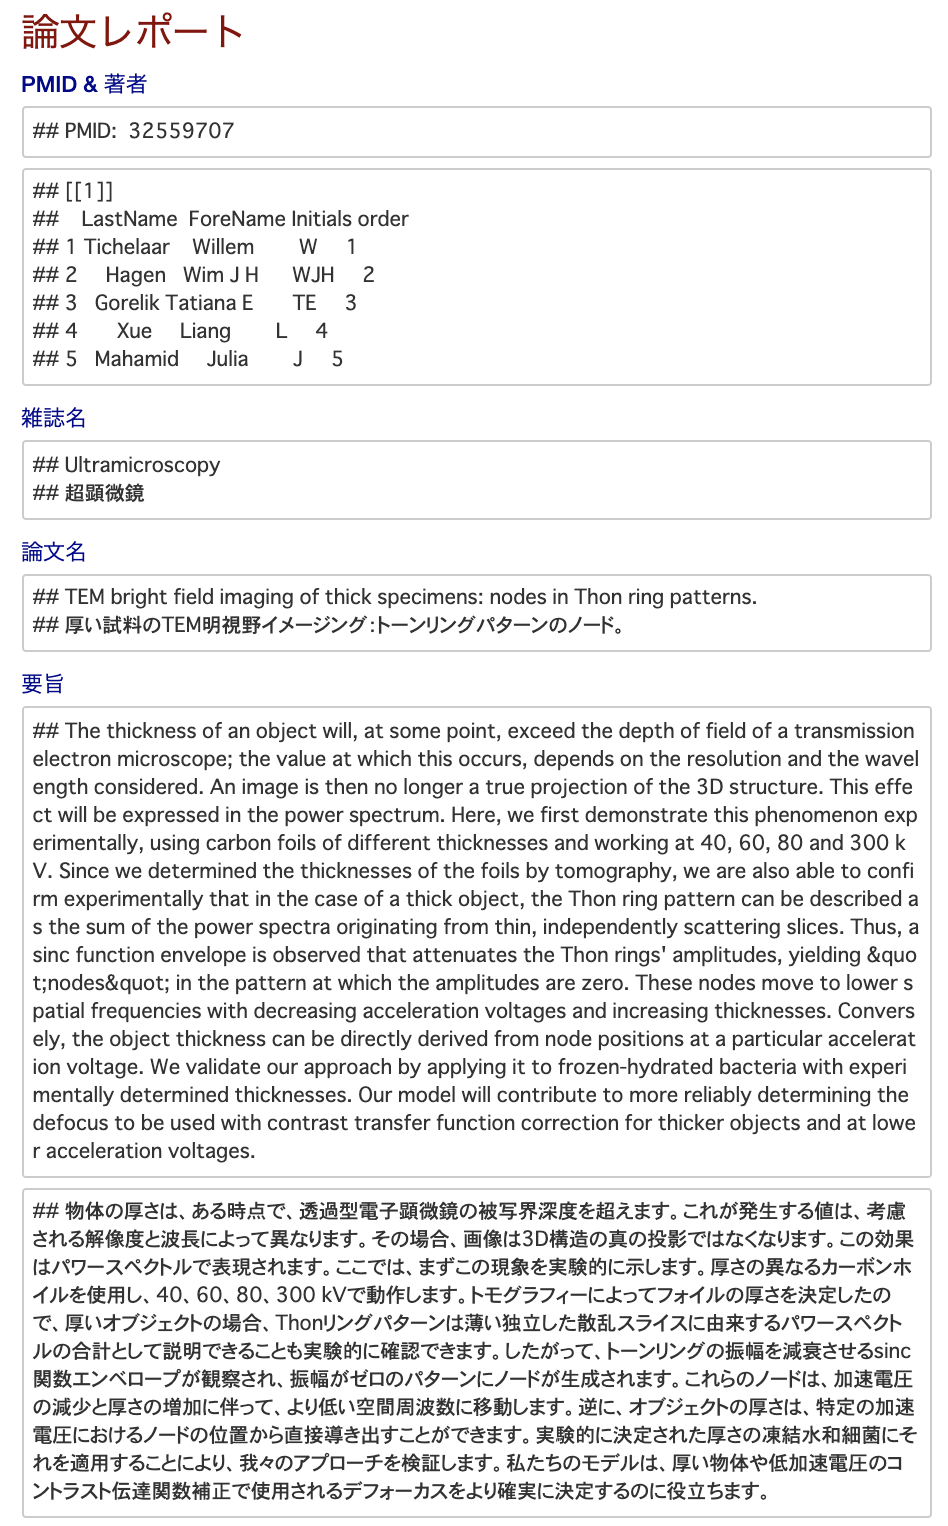 論文レポート
PMID & 著者
## PMID:  32559707
## [[1]]
##    LastName  ForeName Initials order
## 1 Tichelaar    Willem        W     1
## 2     Hagen   Wim J H      WJH     2
## 3   Gorelik Tatiana E       TE     3
## 4       Xue     Liang        L     4
## 5   Mahamid     Julia        J     5
雑誌名
## Ultramicroscopy
## 超顕微鏡
論文名
## TEM bright field imaging of thick specimens: nodes in Thon ring patterns.
## 厚い試料のTEM明視野イメージング：トーンリングパターンのノード。
要旨
## The thickness of an object will, at some point, exceed the depth of field of a transmission
electron microscope; the value at which this occurs, depends on the resolution and the wavel
ength considered. An image is then no longer a true projection of the 3D structure. This effe
ct will be expressed in the power spectrum. Here, we first demonstrate this phenomenon exp
erimentally, using carbon foils of different thicknesses and working at 40, 60, 80 and 300 k
V. Since we determined the thicknesses of the foils by tomography, we are also able to confi
rm experimentally that in the case of a thick object, the Thon ring pattern can be described a
s the sum of the power spectra originating from thin, independently scattering slices. Thus, a
sinc function envelope is observed that attenuates the Thon rings' amplitudes, yielding &quo
t;nodes&quot; in the pattern at which the amplitudes are zero. These nodes move to lower s
patial frequencies with decreasing acceleration voltages and increasing thicknesses. Convers
ely, the object thickness can be directly derived from node positions at a particular accelerat
ion voltage. We validate our approach by applying it to frozen-hydrated bacteria with experi
mentally determined thicknesses. Our model will contribute to more reliably determining the
defocus to be used with contrast transfer function correction for thicker objects and at lowe
r acceleration voltages.
## 物体の厚さは、ある時点で、透過型電子顕微鏡の被写界深度を超えます。これが発生する値は、考慮
される解像度と波長によって異なります。その場合、画像は3D構造の真の投影ではなくなります。この効果
はパワースペクトルで表現されます。ここでは、まずこの現象を実験的に示します。厚さの異なるカーボンホ
イルを使用し、40、60、80、300 kVで動作します。トモグラフィーによってフォイルの厚さを決定したの
で、厚いオブジェクトの場合、Thonリングパターンは薄い独立した散乱スライスに由来するパワースペクト
ルの合計として説明できることも実験的に確認できます。したがって、トーンリングの振幅を減衰させるsinc
関数エンベロープが観察され、振幅がゼロのパターンにノードが生成されます。これらのノードは、加速電圧
の減少と厚さの増加に伴って、より低い空間周波数に移動します。逆に、オブジェクトの厚さは、特定の加速
電圧におけるノードの位置から直接導き出すことができます。実験的に決定された厚さの凍結水和細菌にそ
れを適用することにより、我々のアプローチを検証します。私たちのモデルは、厚い物体や低加速電圧のコ
ントラスト伝達関数補正で使用されるデフォーカスをより確実に決定するのに役立ちます。